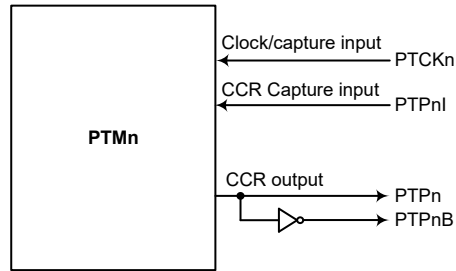 Clock/capture input
PTCKn
CCR Capture input
PTPnI
PTMn
CCR output
PTPn
PTPnB